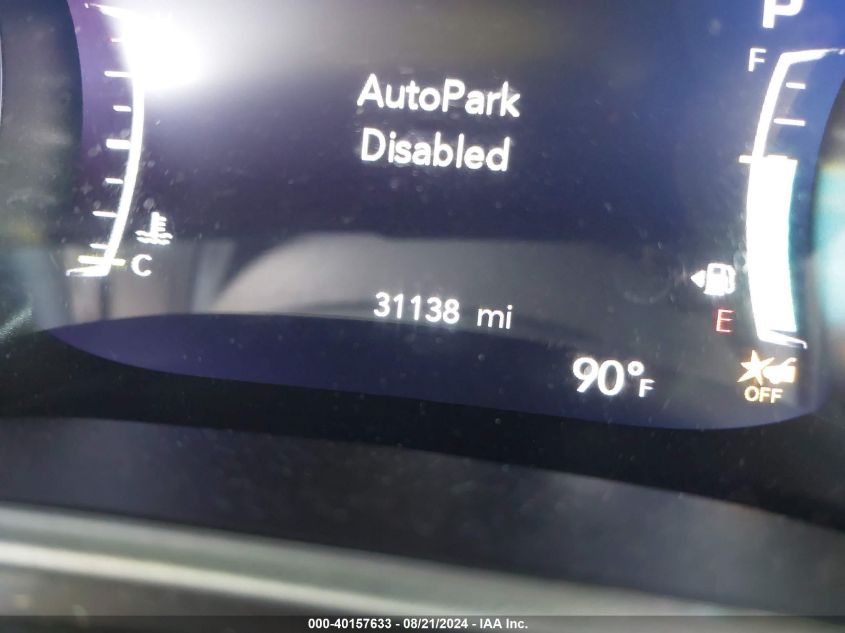 P
F
AutoPark
Disabled
C
31138 mi
E
90°F
OFF
000-40157633 - 08/21/2024 - IAA Inc.